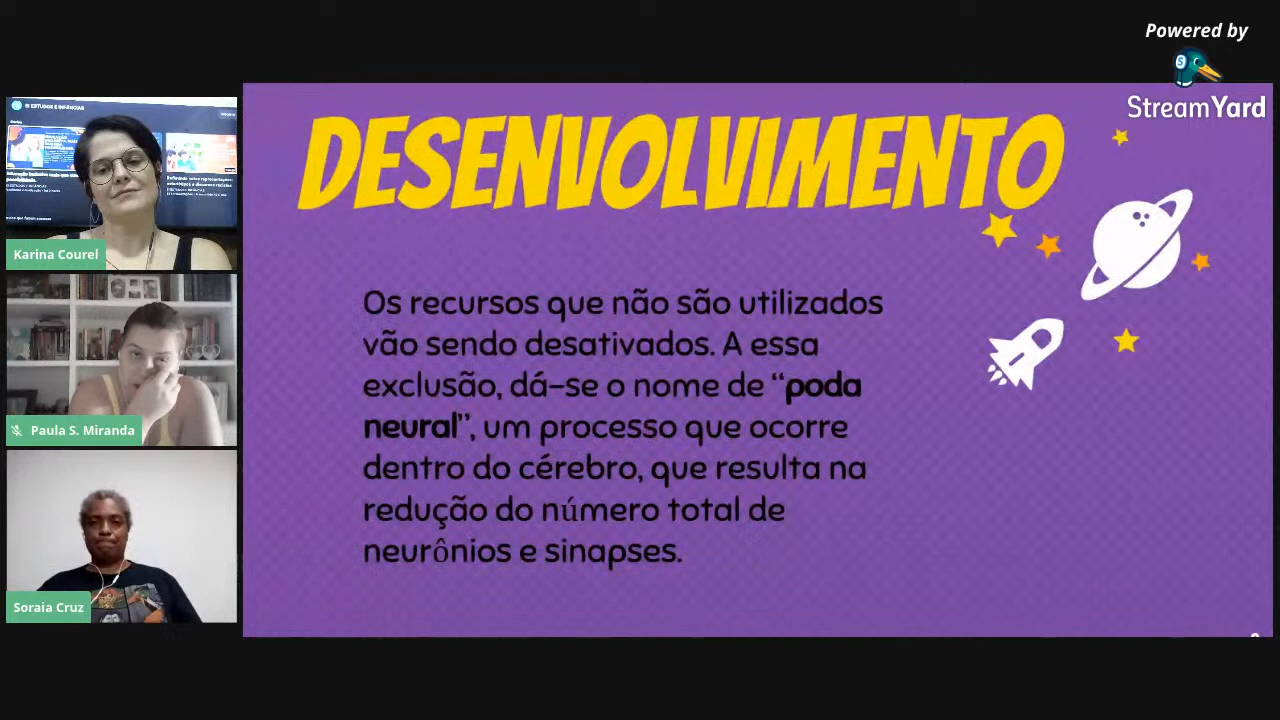 Powered by
StreamYard
ESTUDOS E INFÂNCIAS
Karina Courel
Paula S. Miranda
Soraia Cruz
DESENVOLVIMENTO
Os recursos que não são utilizados
vão sendo desativados. A essa
exclusão, dá-se o nome de “poda
neural”, um processo que ocorre
dentro do cérebro, que resulta na
redução do número total de
neurônios e sinapses.